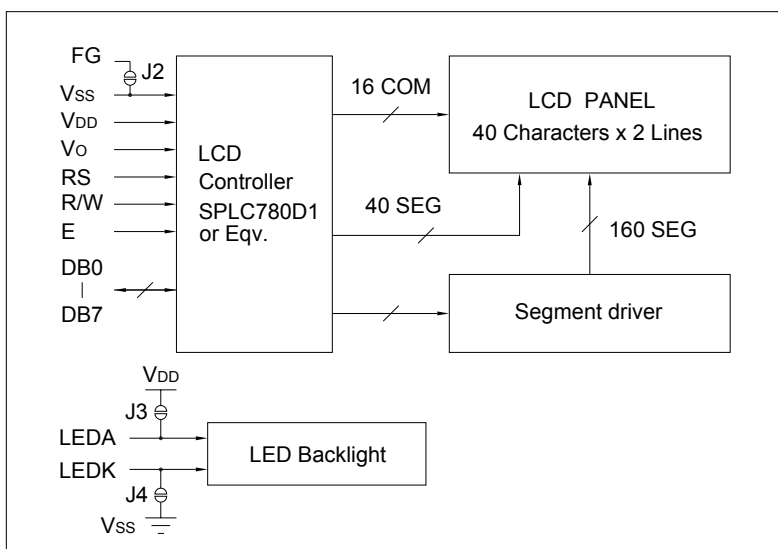 FG
J2
VSS
VDD
VO
RS
R/W
E
DB0
DB7
LCD
Controller
SPLC780D1
or Eqv.
16 COM
40 SEG
LCD PANEL
40 Characters x 2 Lines
160 SEG
Segment driver
VDD
J3
LEDA
LEDK
J4
VSS
LED Backlight